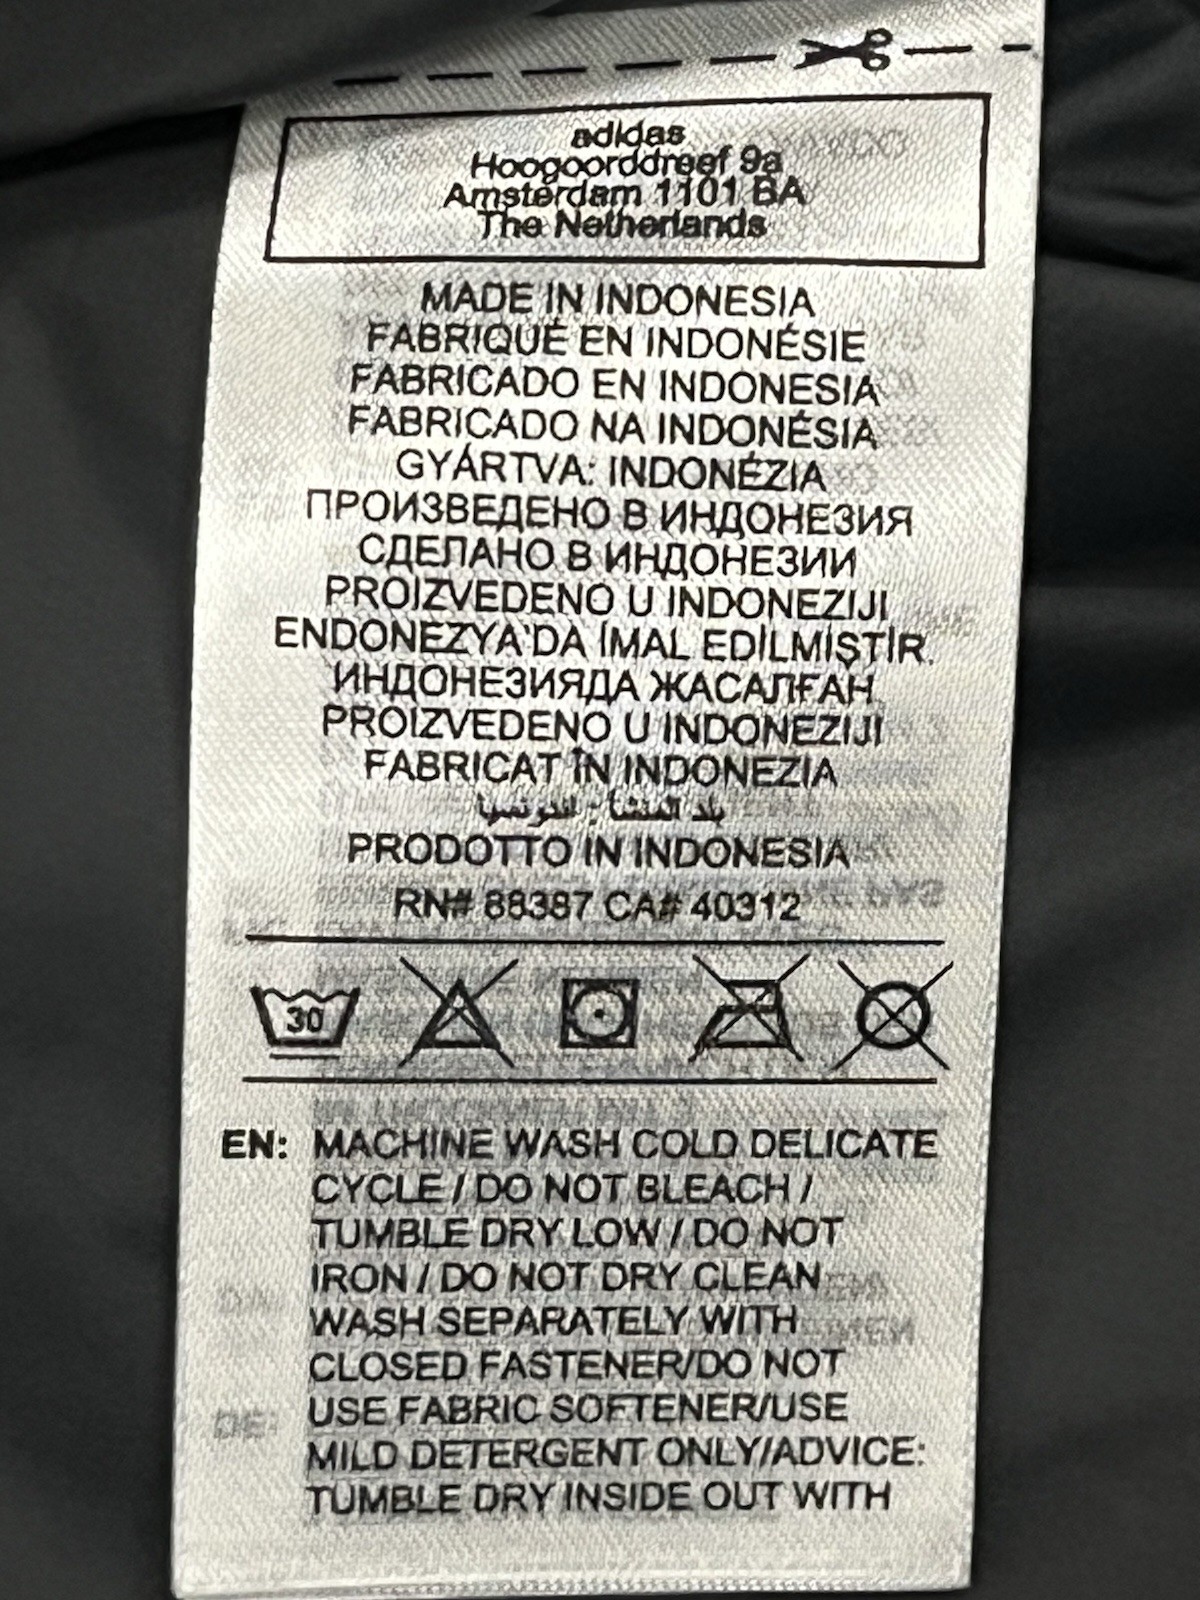 adidas
Hoogoorddreef 9a
Amsterdam 1101 BA
The Netherlands
MADE IN INDONESIA
FABRIQUÉ EN INDONÉSIE
FABRICADO EN INDONESIA
FABRICADO NA INDONÉSIA
GYÁRTVA: INDONÉZIA
ПРОИЗВЕДЕНО В ИНДОНЕЗИЯ
СДЕЛАНО В ИНДОНЕЗИИ
PROIZVEDENO U INDONEZIJI
ENDONEZYA'DA İMAL EDİLMİŞTİR.
ИНДОНЕЗИЯДА ЖАСАЛҒАН
PROIZVEDENO U INDONEZIJI
FABRICAT ÎN INDONEZIA
بلد المنشأ: اندونسيا
PRODOTTO IN INDONESIA
RN# 88387 CA# 40312
30
EN: MACHINE WASH COLD DELICATE
CYCLE / DO NOT BLEACH /
TUMBLE DRY LOW / DO NOT
IRON / DO NOT DRY CLEAN
WASH SEPARATELY WITH
CLOSED FASTENER/DO NOT
USE FABRIC SOFTENER/USE
MILD DETERGENT ONLY/ADVICE:
TUMBLE DRY INSIDE OUT WITH